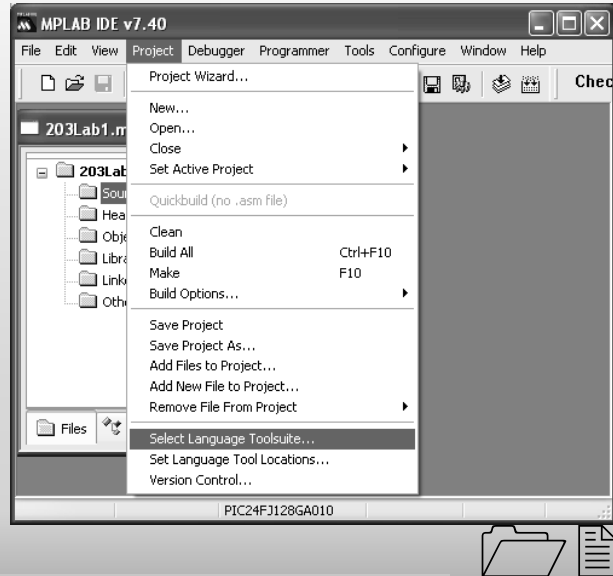 MPLAB IDE v7.40
File Edit View Project Debugger Programmer Tools Configure Window Help
Project Wizard...
Chec
New...
Open...
Close
Set Active Project
Quickbuild (no .asm file)
Clean
Build All Ctrl+F10
Make F10
Build Options...
Save Project
Save Project As...
Add Files to Project...
Add New File to Project...
Remove File From Project
Select Language Toolsuite...
Set Language Tool Locations...
Version Control...
203Lab1.m
203Lab
Sour
Hea
Obje
Libra
Link
Oth
Files
PIC24FJ128GA010